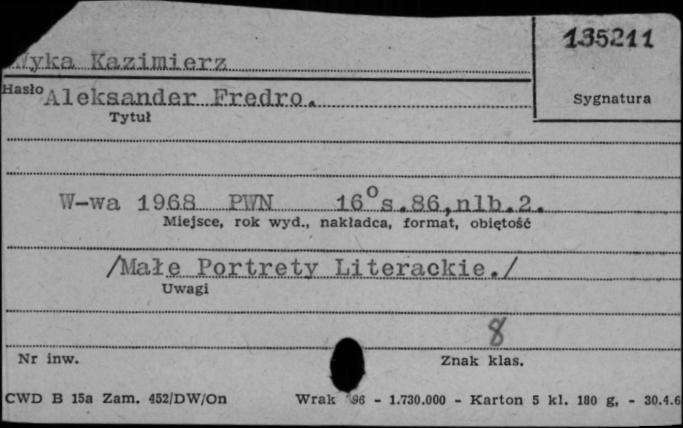 135211
Wyka Kazimierz
Hasło
Aleksander Fredro.
Sygnatura
Tytuł
W-wa 1968 PWN 16° s.86,nlb.2.
Miejsce, rok wyd., nakładca, format, obiętość
/Małe Portrety Literackie./
Uwagi
8
Nr inw.
Znak klas.
CWD B 15a Zam. 452/DW/On Wrak 96 - 1.730.000 - Karton 5 kl. 180 g, - 30.4.6